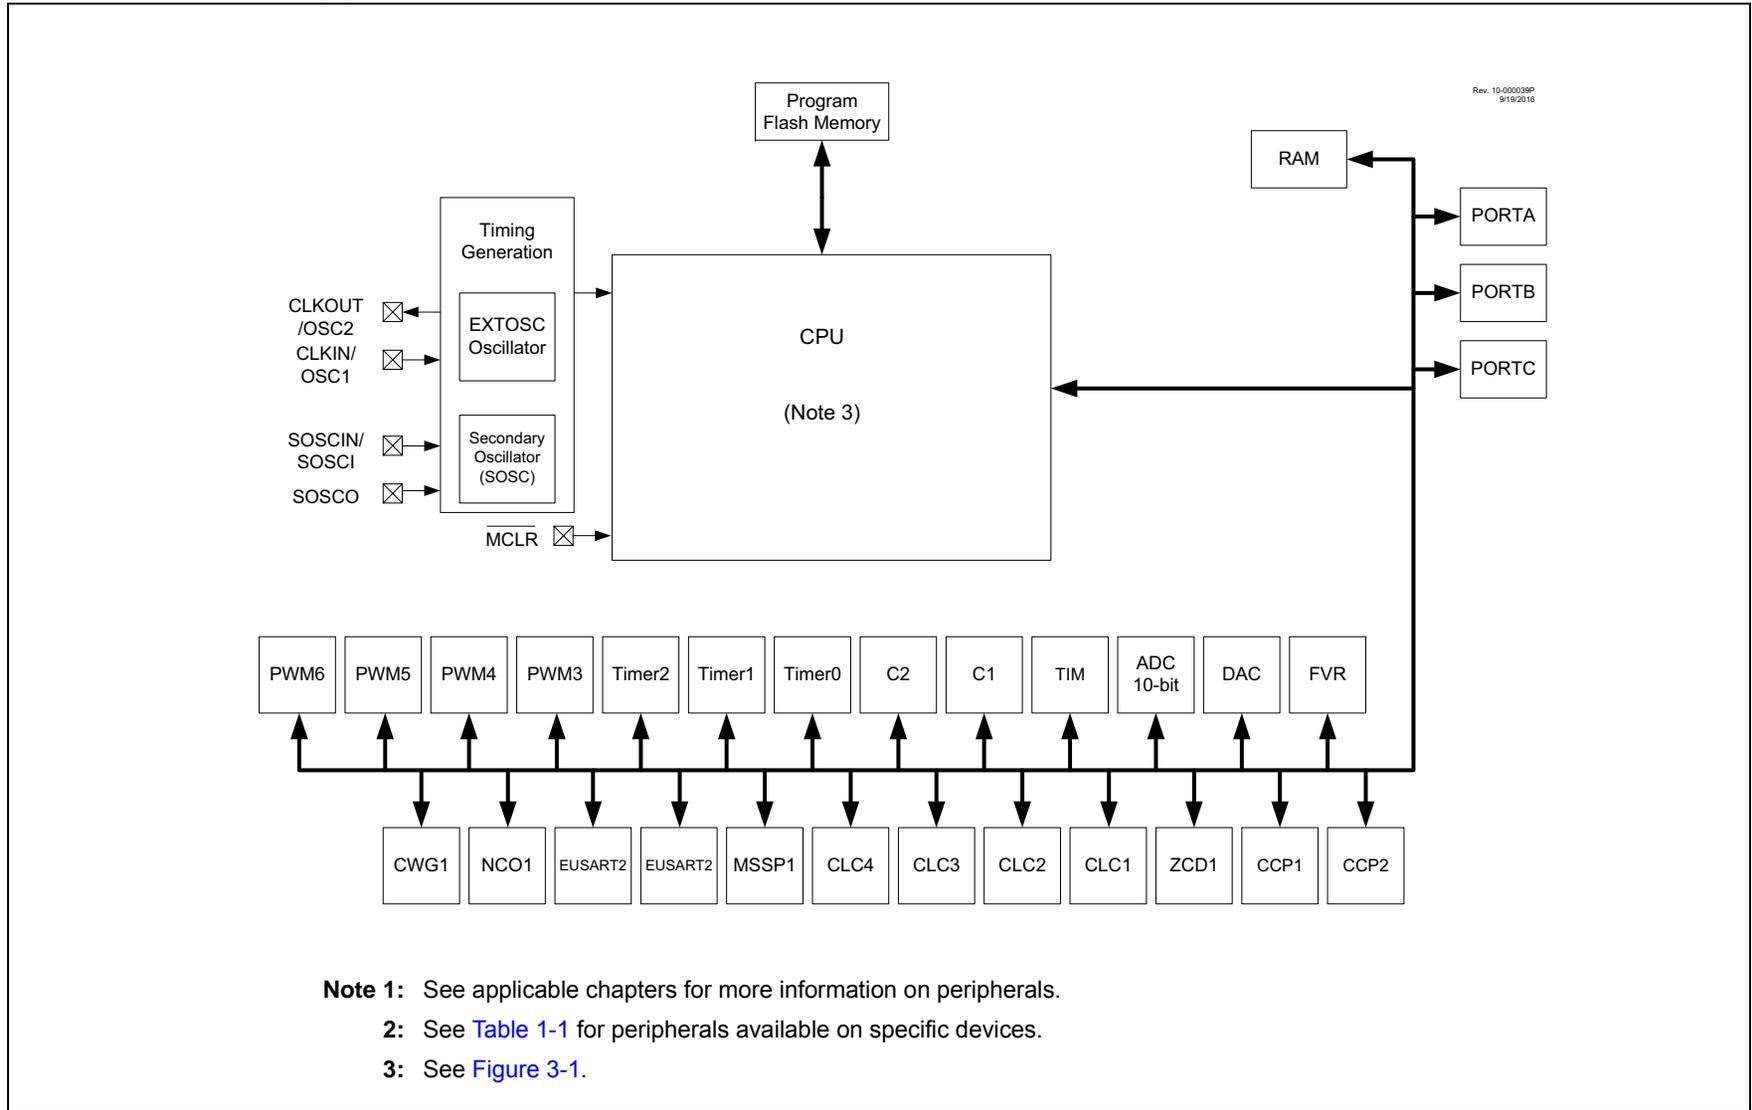 Rev. 10-000039P
9/19/2016
Program
Flash Memory
RAM
PORTA
PORTB
PORTC
Timing
Generation
EXTOSC
Oscillator
Secondary
Oscillator
(SOSC)
CLKOUT
/OSC2
CLKIN/
OSC1
SOSCIN/
SOSCI
SOSCO
MCLR
CPU
(Note 3)
PWM6
PWM5
PWM4
PWM3
Timer2
Timer1
Timer0
C2
C1
TIM
ADC
10-bit
DAC
FVR
CWG1
NCO1
EUSART2
EUSART2
MSSP1
CLC4
CLC3
CLC2
CLC1
ZCD1
CCP1
CCP2
Note 1: See applicable chapters for more information on peripherals.
2: See Table 1-1 for peripherals available on specific devices.
3: See Figure 3-1.